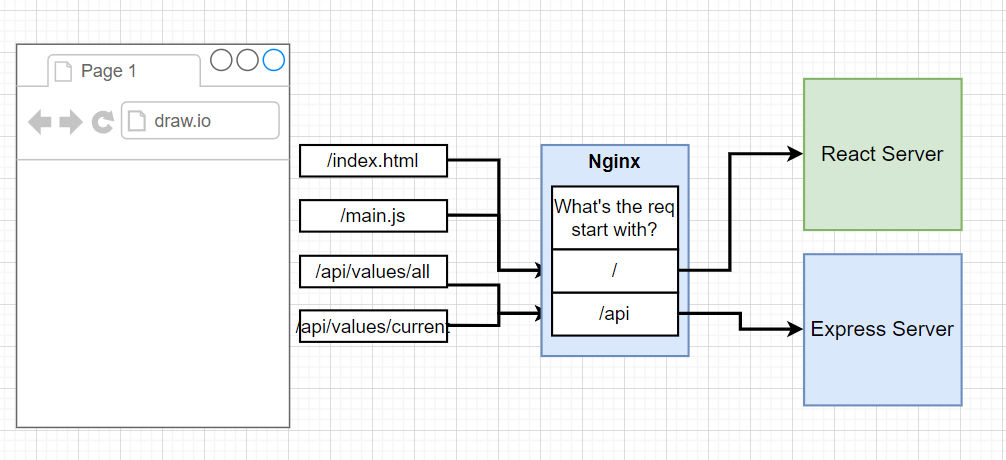 Page 1
draw.io
/index.html
/main.js
/api/values/all
/api/values/current
Nginx
What's the req
start with?
/
/api
React Server
Express Server